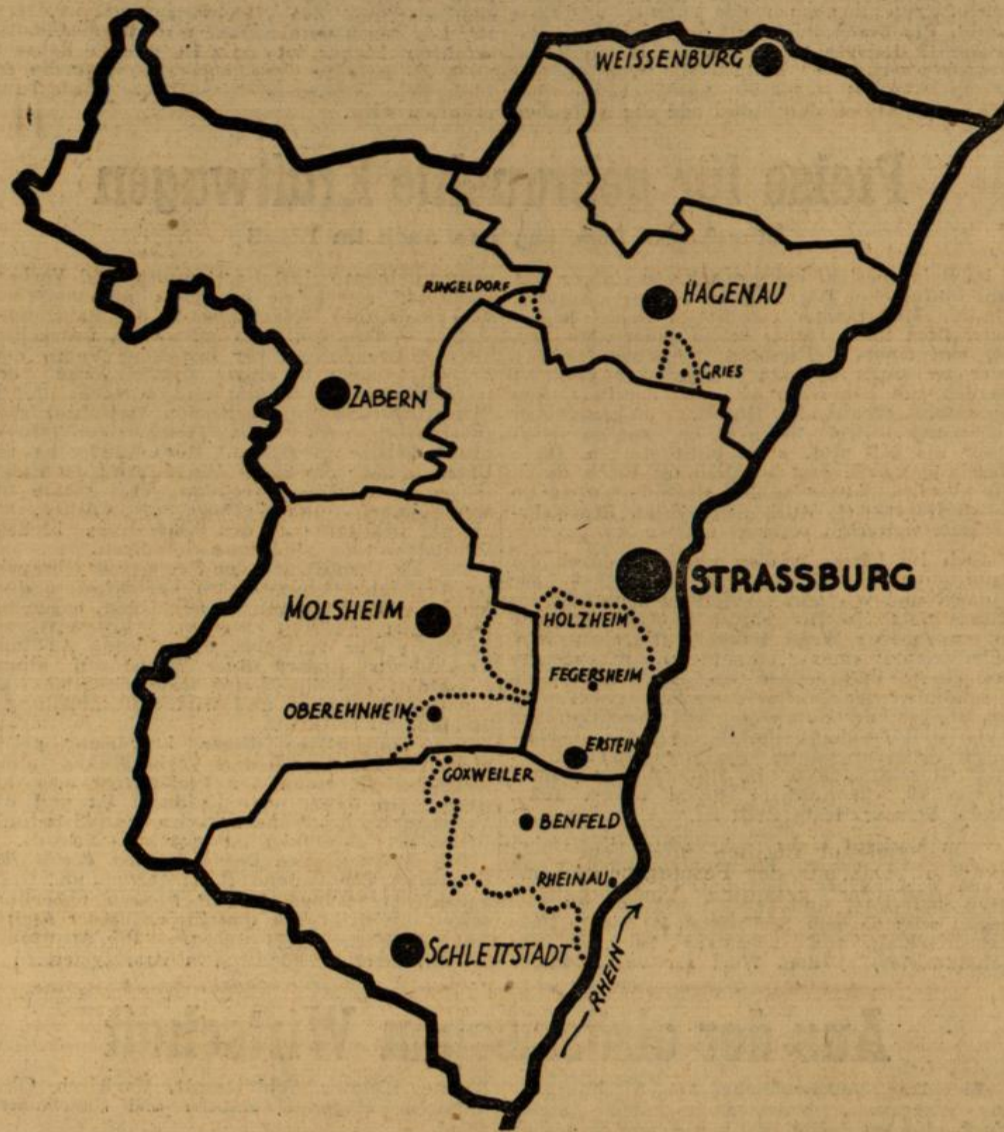 WEISSENBURG
RINGELDORF
HAGENAU
GRIES
ZABERN
STRASSBURG
MOLSHEIM
HOLZHEIM
FEGERSHEIM
OBEREHNHEIM
ERSTEIN
GOXWEILER
BENFELD
RHEINAU
SCHLETTSTADT
RHEIN